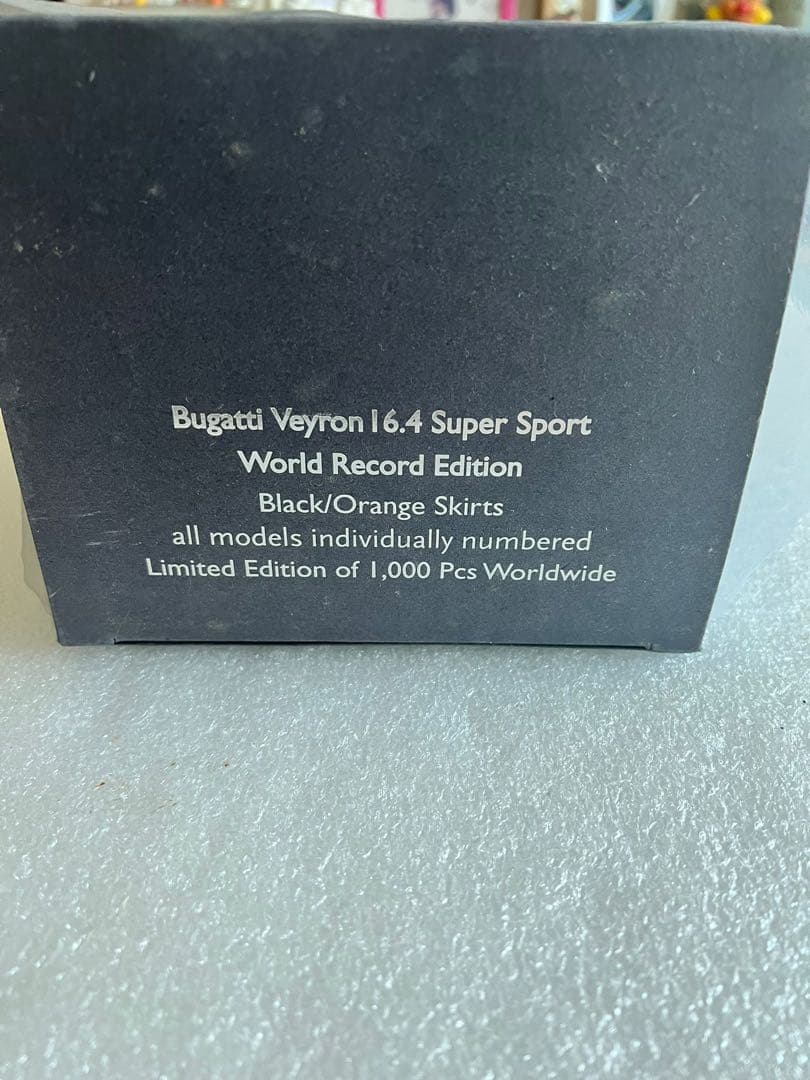 Bugatti Veyron 16.4 Super Sport
World Record Edition
Black/Orange Skirts
all models individually numbered
Limited Edition of 1,000 Pcs Worldwide